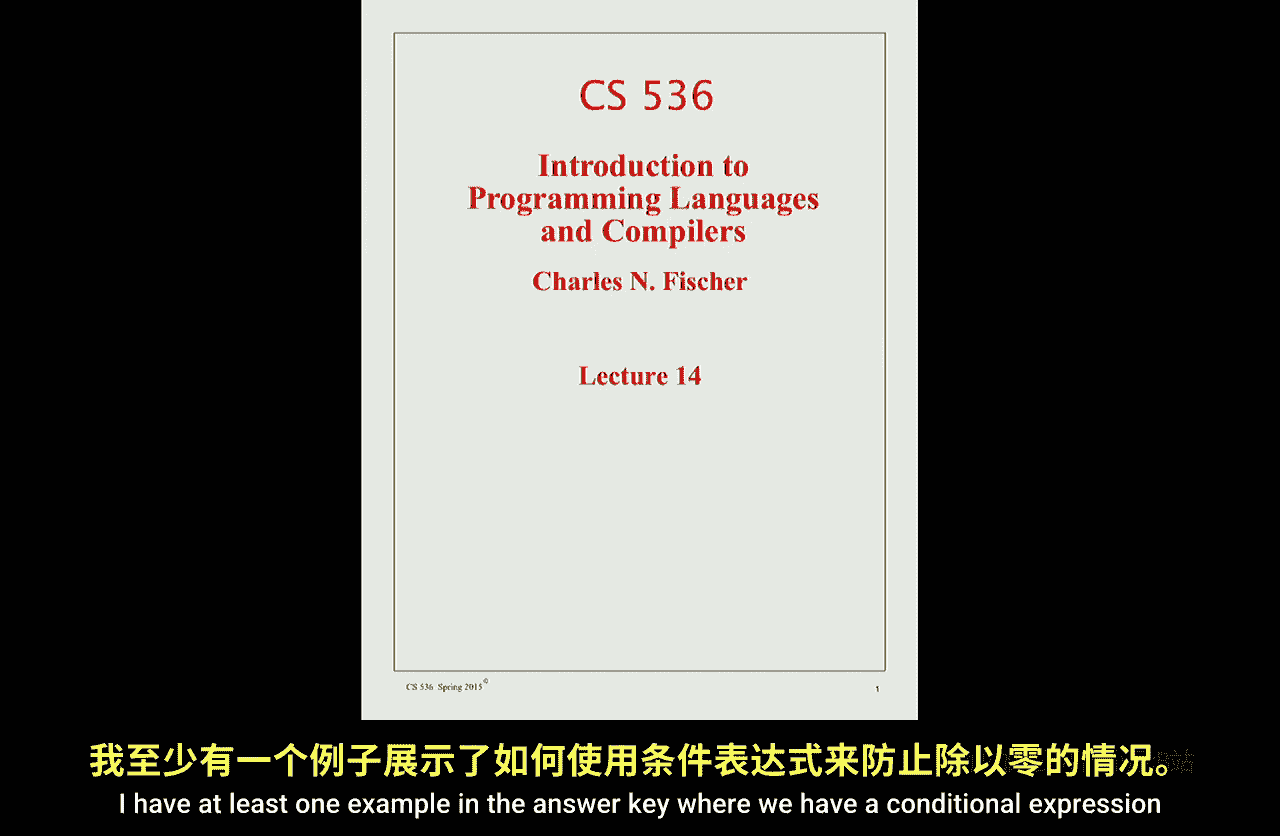 CS 536
Introduction to
Programming Languages
and Compilers
Charles N. Fischer
Lecture 14
CS 536 Spring 2015©
1
我至少有一个例子展示了如何使用条件表达式来防止除以零的情况。
I have at least one example in the answer key where we have a conditional expression